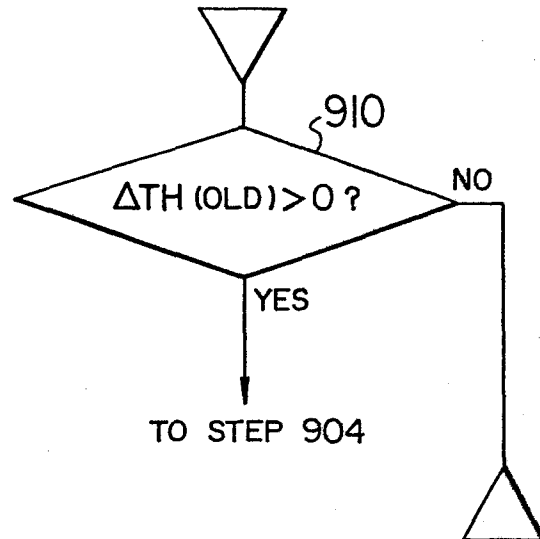 910
ΔTH (OLD) > 0 ?
NO
YES
TO STEP 904